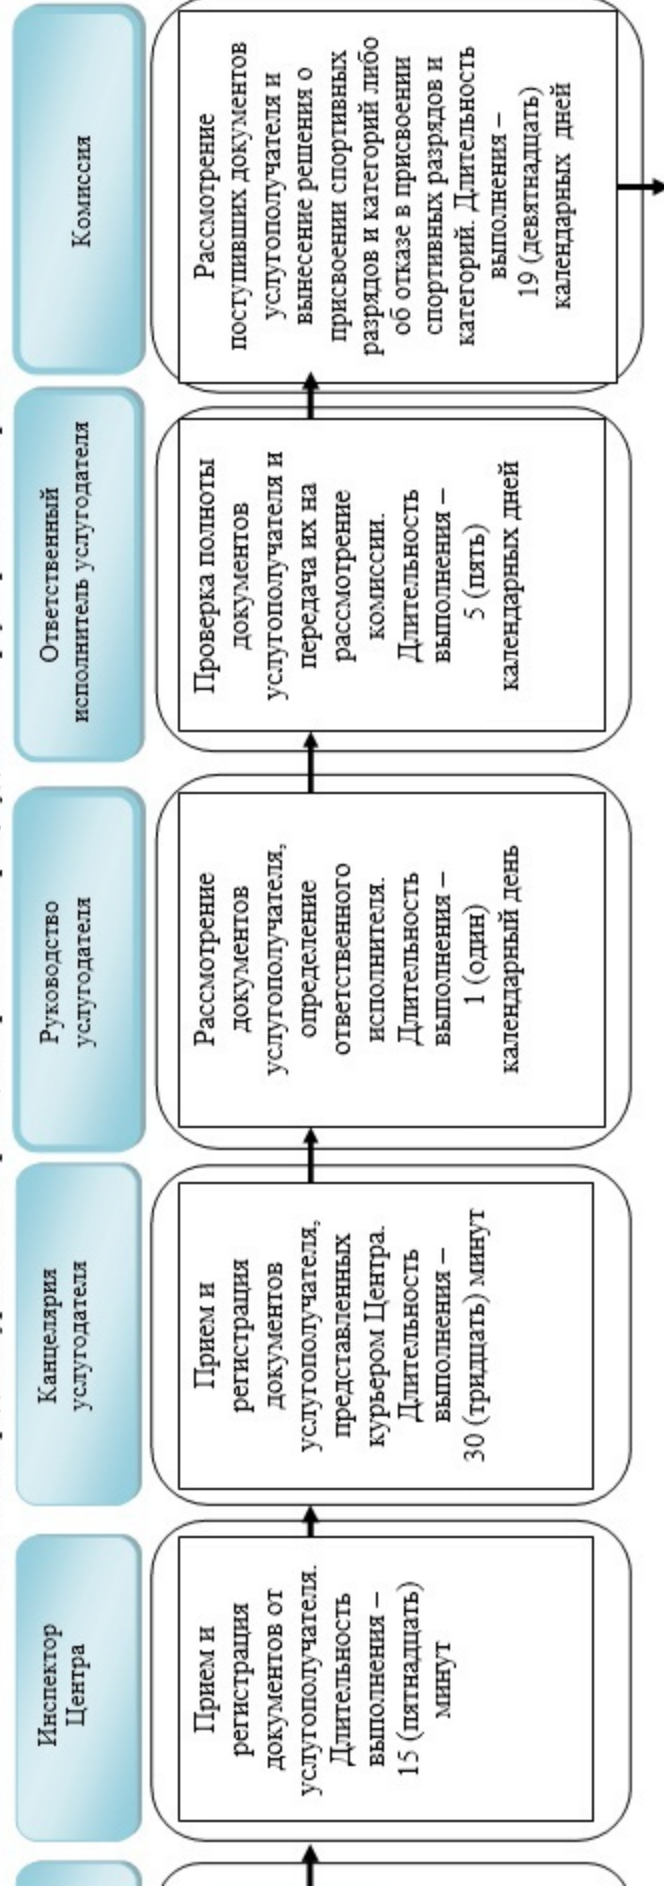 Инспектор
Центра
Прием и
регистрация
документов от
услугополучателя.
Длительность
выполнения –
15 (пятнадцать)
минут
Канцелярия
услугодателя
Прием и
регистрация
документов
услугополучателя,
представленных
курьером Центра.
Длительность
выполнения –
30 (тридцать) минут
Руководство
услугодателя
Рассмотрение
документов
услугополучателя,
определение
ответственного
исполнителя.
Длительность
выполнения –
1 (один)
календарный день
Ответственный
исполнитель услугодателя
Проверка полноты
документов
услугополучателя и
передача их на
рассмотрение
комиссии.
Длительность
выполнения –
5 (пять)
календарных дней
Комиссия
Рассмотрение
поступивших документов
услугополучателя и
вынесение решения о
присвоении спортивных
разрядов и категорий либо
об отказе в присвоении
спортивных разрядов и
категорий. Длительность
выполнения –
19 (девятнадцать)
календарных дней